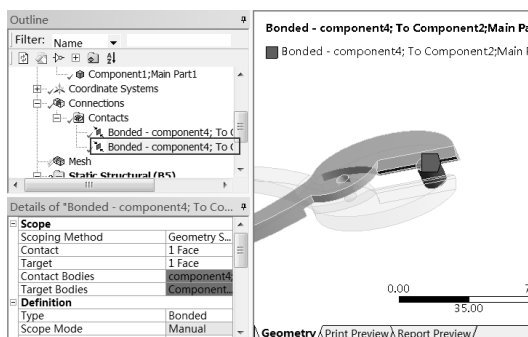 Outline
Filter: Name
Component1;Main Part1
Coordinate Systems
Connections
Contacts
Bonded - component4; To C
Bonded - component4; To C
Mesh
Static Structural (B5)
Details of "Bonded - component4; To Co...
Scope
Scoping Method Geometry S...
Contact 1 Face
Target 1 Face
Contact Bodies component4;
Target Bodies Component...
Definition
Type Bonded
Scope Mode Manual
Bonded - component4; To Component2;Main Pa
Bonded - component4; To Component2;Main P
0.00
35.00
Geometry Print Preview Report Preview